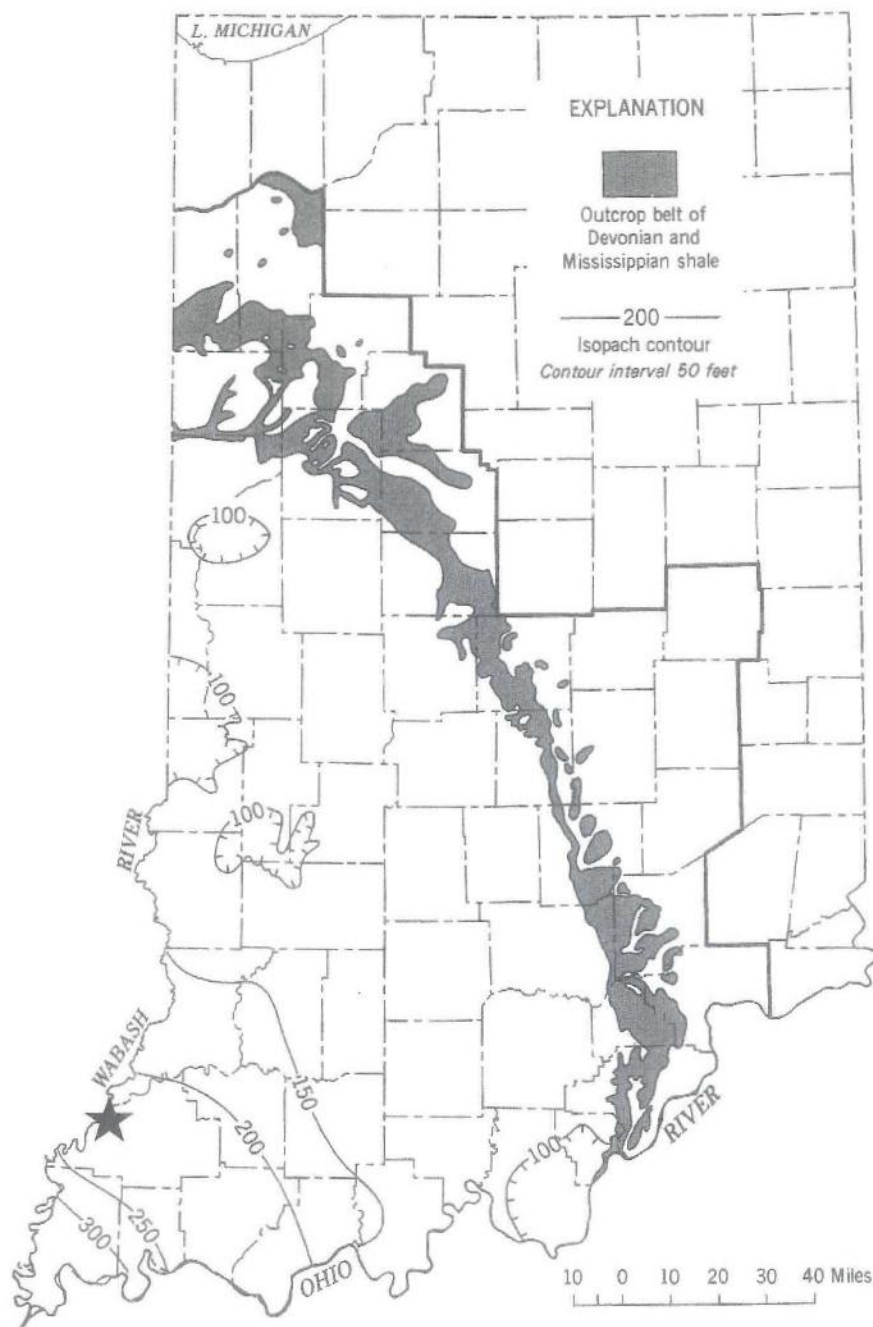 L. MICHIGAN
EXPLANATION
Outcrop belt of
Devonian and
Mississippian shale
200
Isopach contour
Contour interval 50 feet
100
100
100
RIVER
WABASH
150
200
250
300
100
RIVER
OHIO
10 0 10 20 30 40 Miles